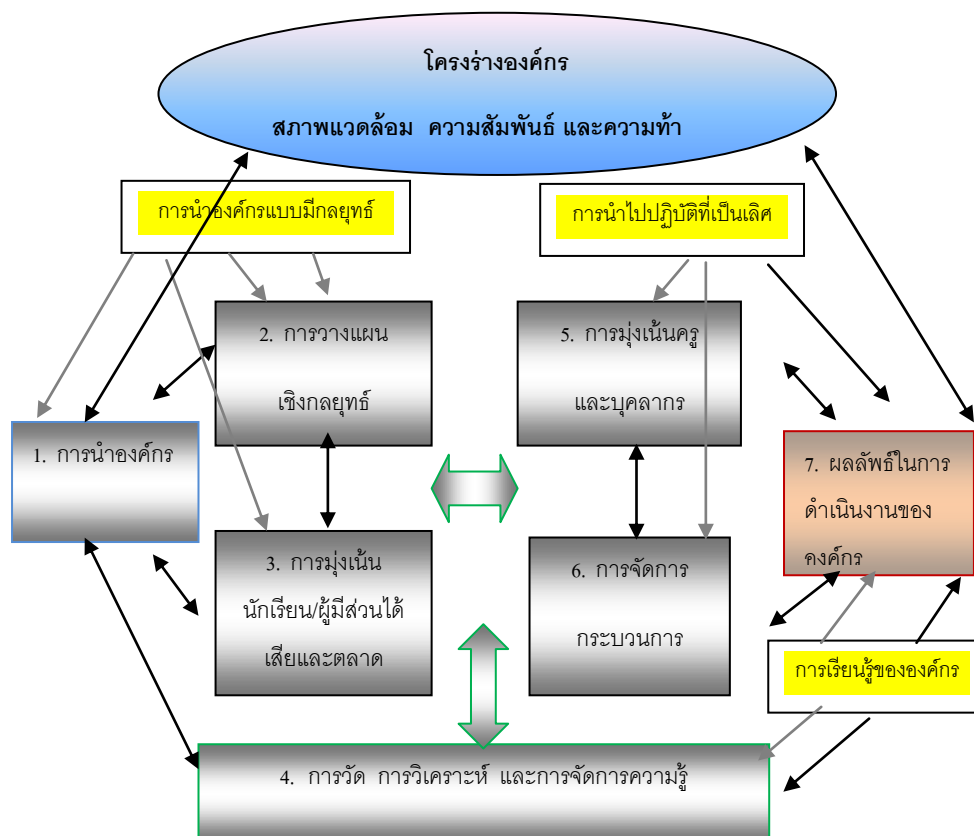 โครงร่างองค์กร
สภาพแวดล้อม ความสัมพันธ์ และความท้า
การนำองค์กรแบบมีกลยุทธ์
การนำไปปฏิบัติที่เป็นเลิศ
2. การวางแผน
เชิงกลยุทธ์
5. การมุ่งเน้นครู
และบุคลากร
1. การนำองค์กร
7. ผลลัพธ์ในการ
ดำเนินงานของ
องค์กร
3. การมุ่งเน้น
นักเรียน/ผู้มีส่วนได้
เสียและตลาด
6. การจัดการ
กระบวนการ
การเรียนรู้ขององค์กร
4. การวัด การวิเคราะห์ และการจัดการความรู้